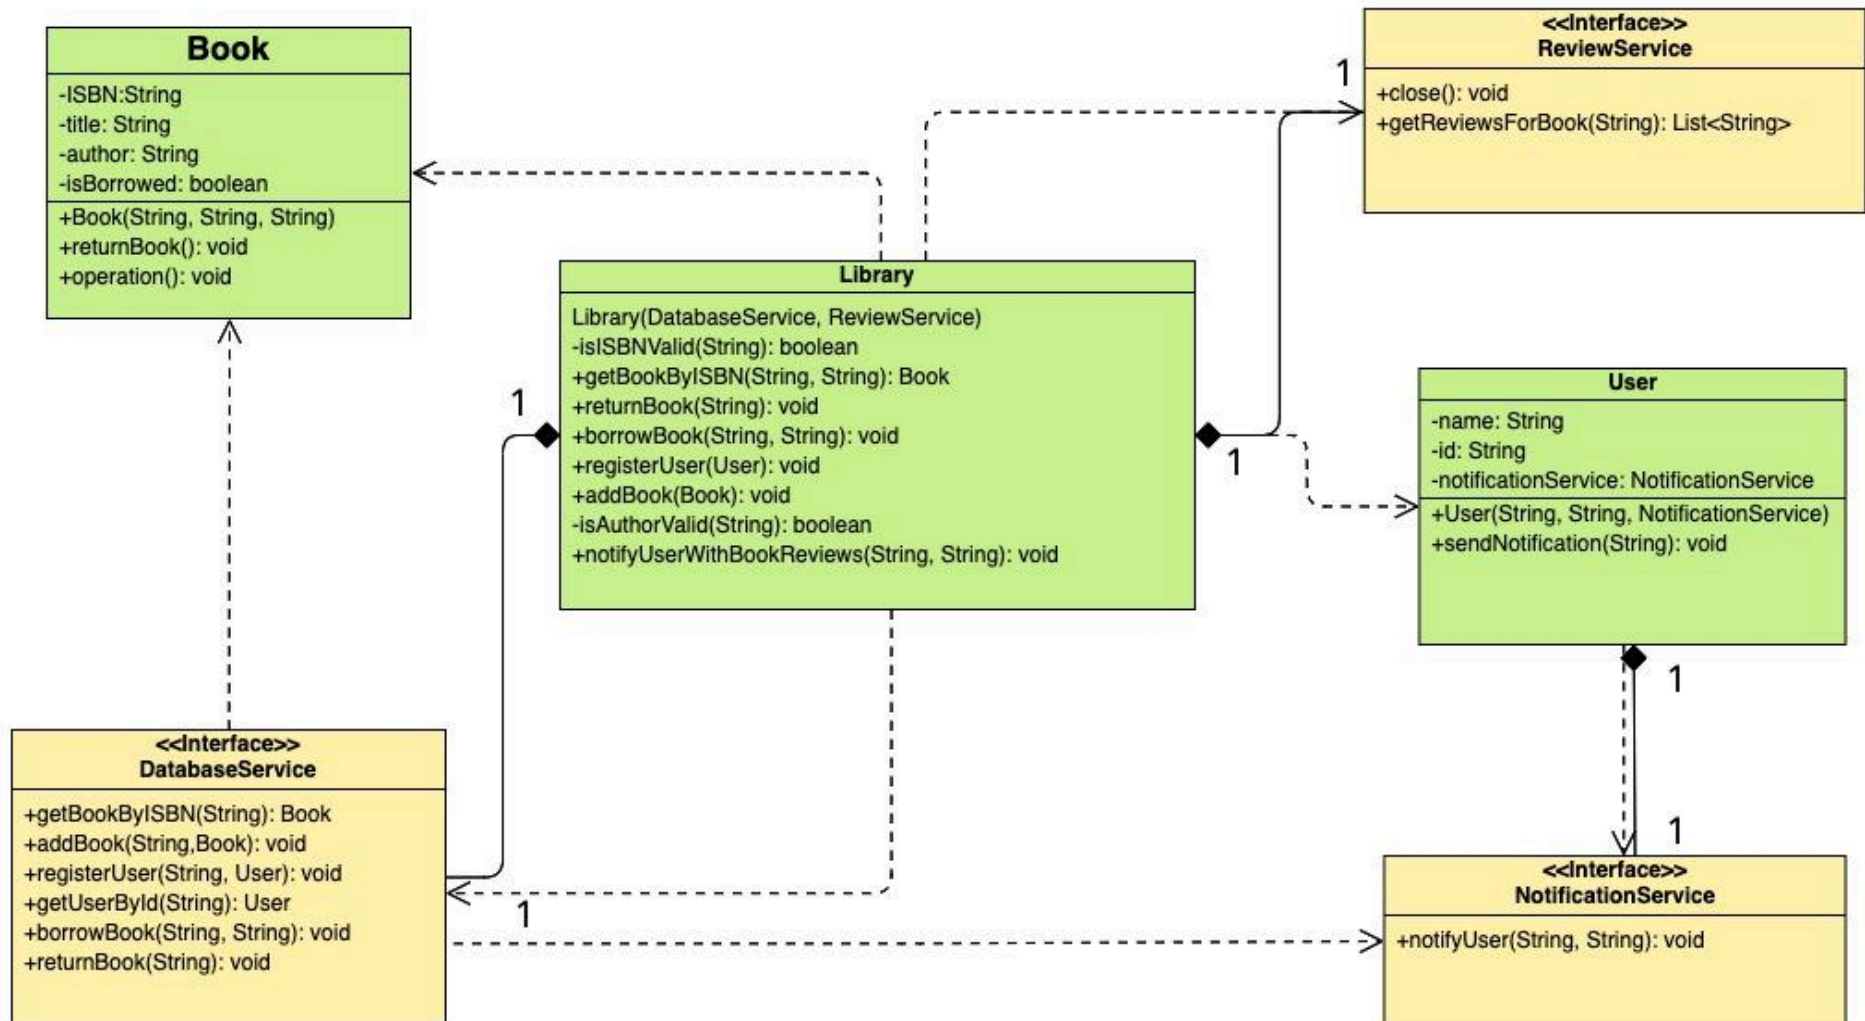 Book
-ISBN:String
-title: String
-author: String
-isBorrowed: boolean
+Book(String, String, String)
+returnBook(): void
+operation(): void
<<Interface>>
ReviewService
+close(): void
+getReviewsForBook(String): List<String>
1
Library
Library(DatabaseService, ReviewService)
-isISBNValid(String): boolean
+getBookByISBN(String, String): Book
+returnBook(String): void
+borrowBook(String, String): void
+registerUser(User): void
+addBook(Book): void
-isAuthorValid(String): boolean
+notifyUserWithBookReviews(String, String): void
1
1
User
-name: String
-id: String
-notificationService: NotificationService
+User(String, String, NotificationService)
+sendNotification(String): void
1
1
<<Interface>>
DatabaseService
+getBookByISBN(String): Book
+addBook(String,Book): void
+registerUser(String, User): void
+getUserById(String): User
+borrowBook(String, String): void
+returnBook(String): void
1
<<Interface>>
NotificationService
+notifyUser(String, String): void